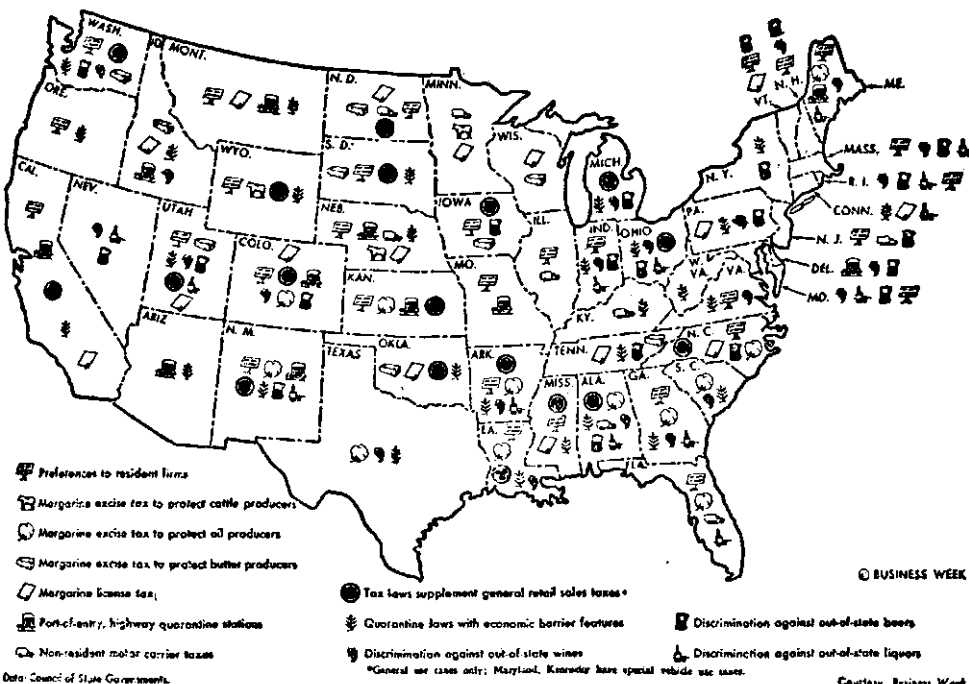 WASH.
ID.
MONT.
N. D.
MINN.
ORE.
WYO.
S. D.
WIS.
MICH.
VT.
N. H.
ME.
MASS.
R. I.
CONN.
N. J.
DEL.
MD.
N. Y.
CAL.
NEV.
UTAH
COLO.
NEB.
IOWA
ILL.
IND.
OHIO
PA.
W.
VA.
VA.
KAN.
MO.
KY.
ARIZ
N. M.
TEXAS
OKLA.
ARK.
TENN.
N. C.
S. C.
MISS.
ALA.
GA.
LA.
Preferences to resident firms
Margarine excise tax to protect cattle producers
Margarine excise tax to protect oil producers
Margarine excise tax to protect butter producers
Margarine license tax
Port-of-entry, highway quarantine stations
Non-resident motor carrier taxes
Tax laws supplement general retail sales taxes*
Quarantine laws with economic barrier features
Discrimination against out-of-state wines
Discrimination against out-of-state beers
Discrimination against out-of-state liquors
© BUSINESS WEEK
*General use cases only; Maryland, Kentucky have special vehicle use taxes.
Data: Council of State Governments.
Courtesy, Business Week